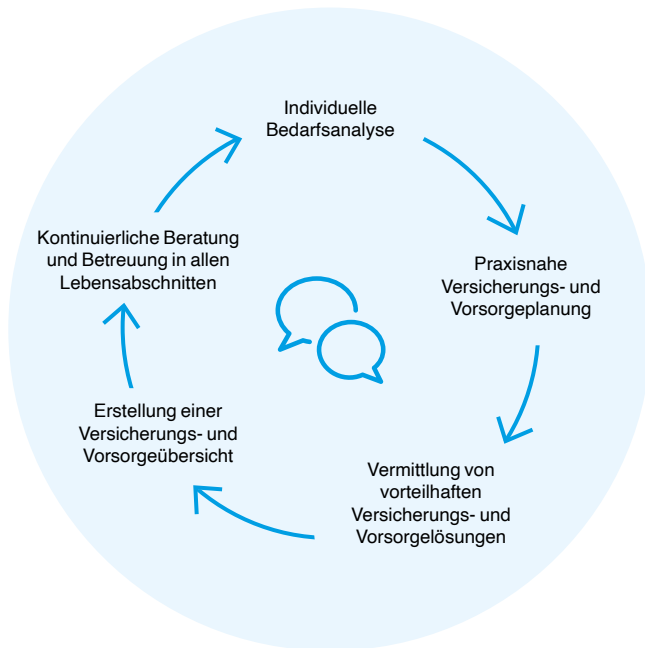 Individuelle
Bedarfsanalyse
Praxisnahe
Versicherungs- und
Vorsorgeplanung
Vermittlung von
vorteilhaften
Versicherungs- und
Vorsorgelösungen
Erstellung einer
Versicherungs- und
Vorsorgeübersicht
Kontinuierliche Beratung
und Betreuung in allen
Lebensabschnitten